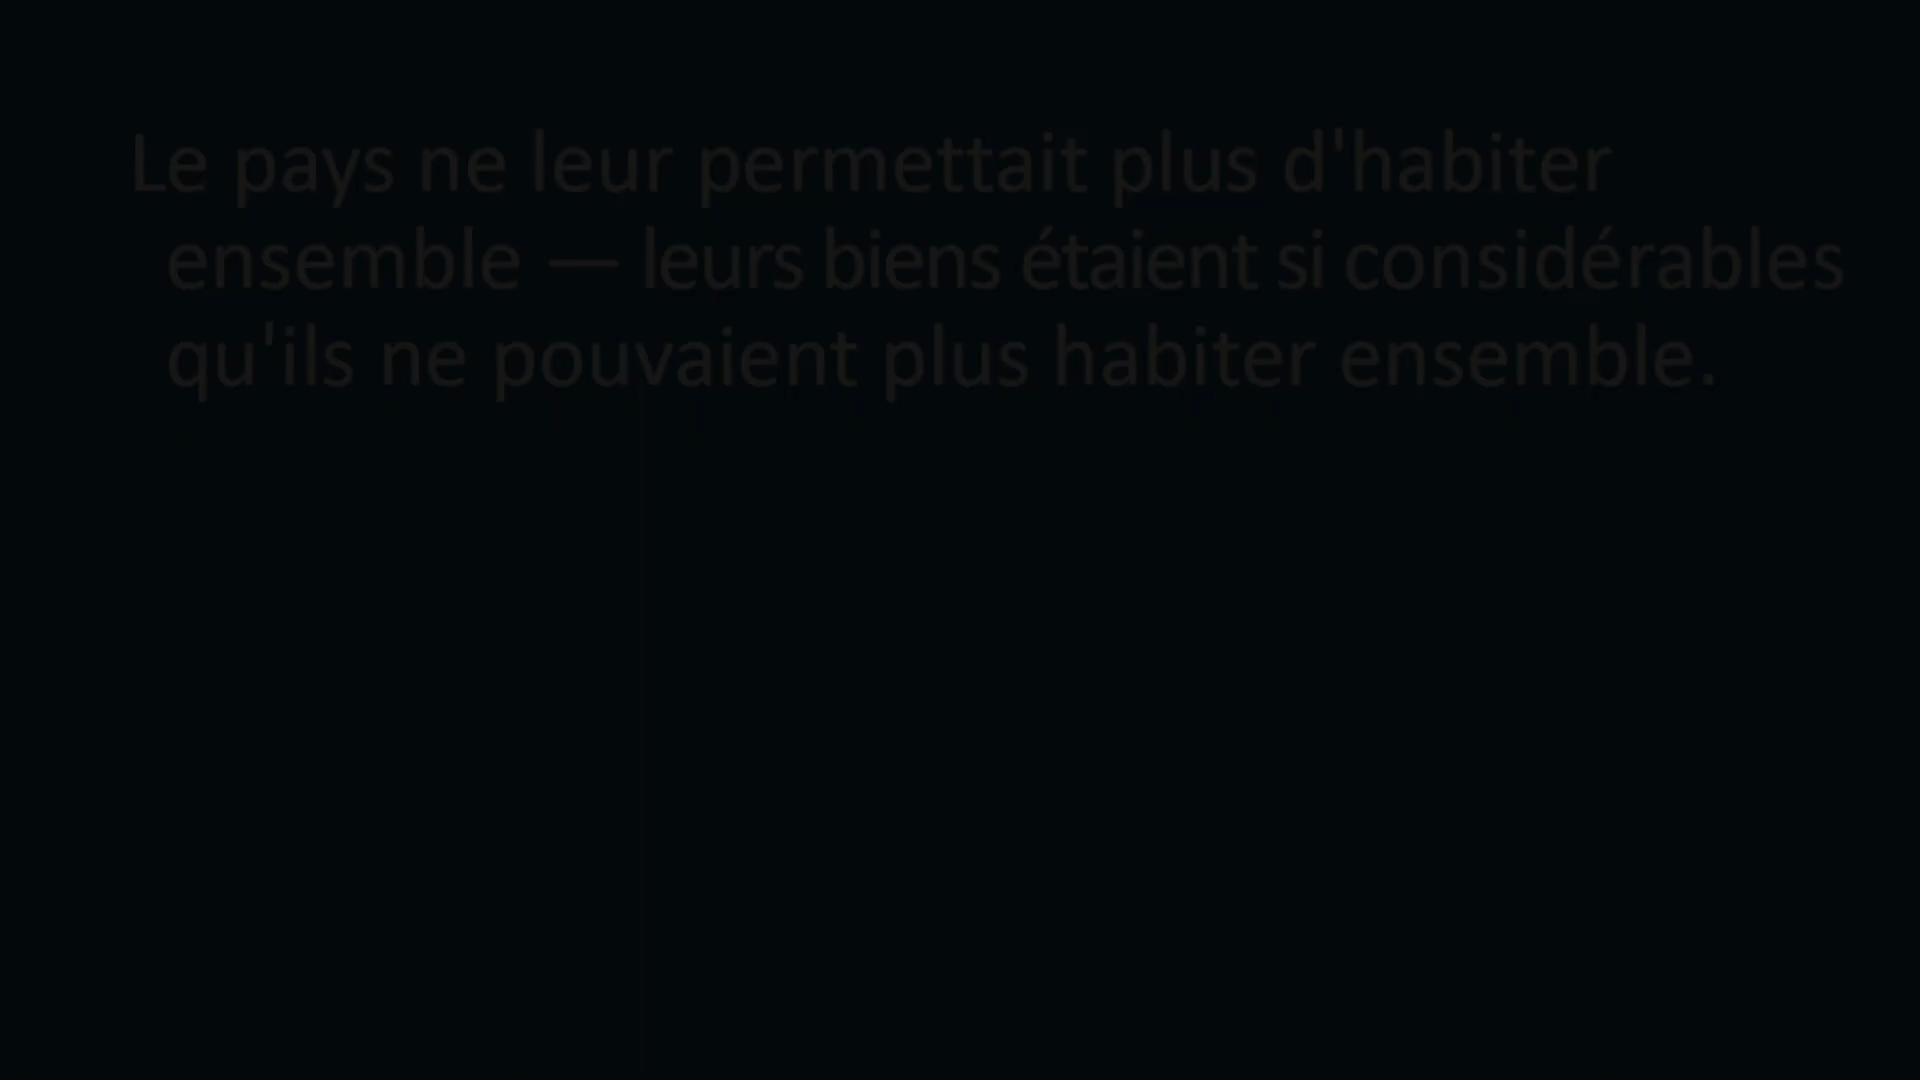 Le pays ne leur permettait plus d'habiter
ensemble — leurs biens étaient si considérables
qu'ils ne pouvaient plus habiter ensemble.